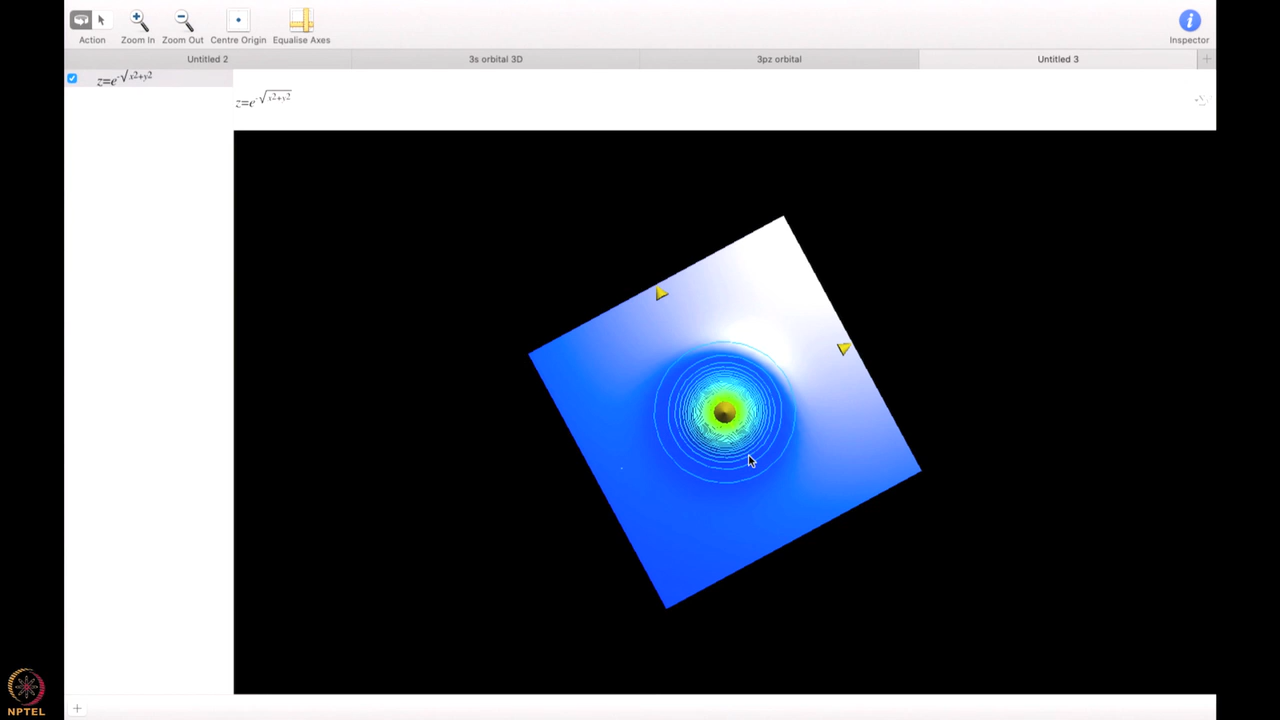 Action Zoom In Zoom Out Centre Origin Equalise Axes Inspector
Untitled 2 3s orbital 3D 3pz orbital Untitled 3 +
z=e^-√x2+y2
z=e^-√x2+y2
+
NPTEL